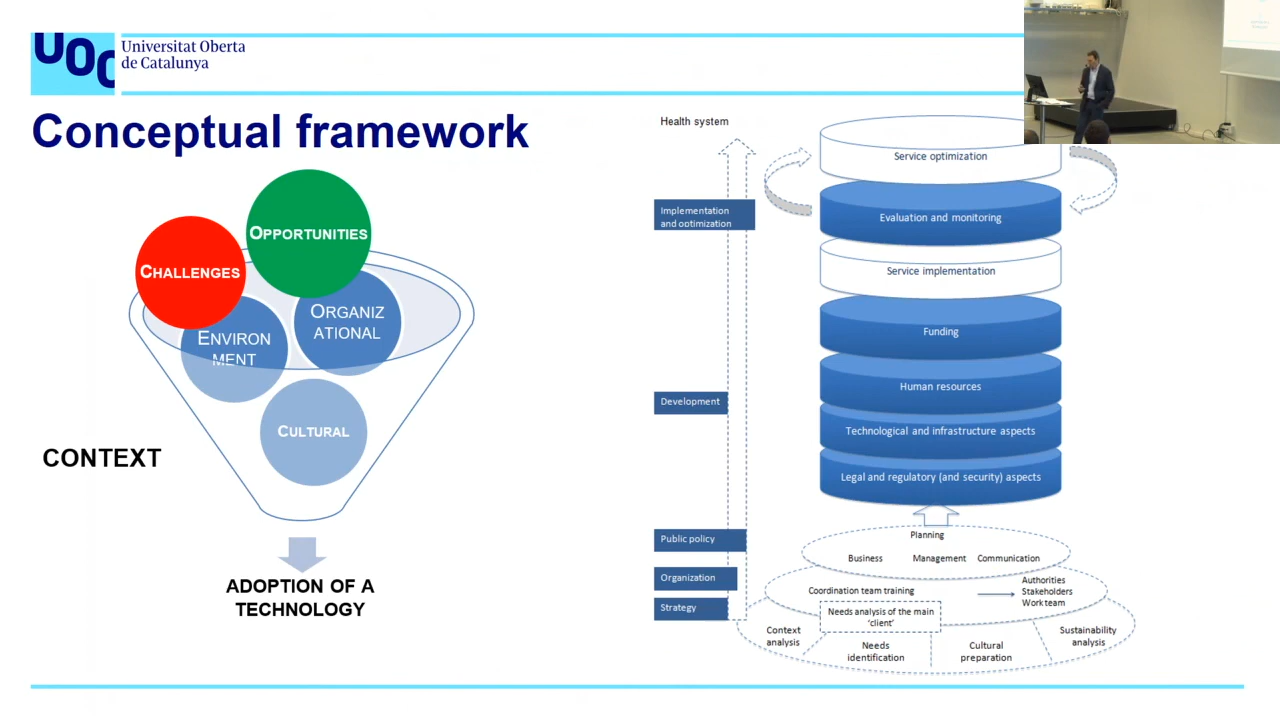 UOC
Universitat Oberta
de Catalunya
Conceptual framework
OPPORTUNITIES
CHALLENGES
ORGANIZ
ATIONAL
ENVIRON
MENT
CULTURAL
CONTEXT
ADOPTION OF A
TECHNOLOGY
Health system
Service optimization
Implementation
and optimization
Evaluation and monitoring
Service implementation
Funding
Development
Human resources
Technological and infrastructure aspects
Legal and regulatory (and security) aspects
Public policy
Planning
Business
Management
Communication
Organization
Coordination team training
Authorities
Stakeholders
Work team
Strategy
Needs analysis of the main
'client'
Context
analysis
Needs
identification
Cultural
preparation
Sustainability
analysis